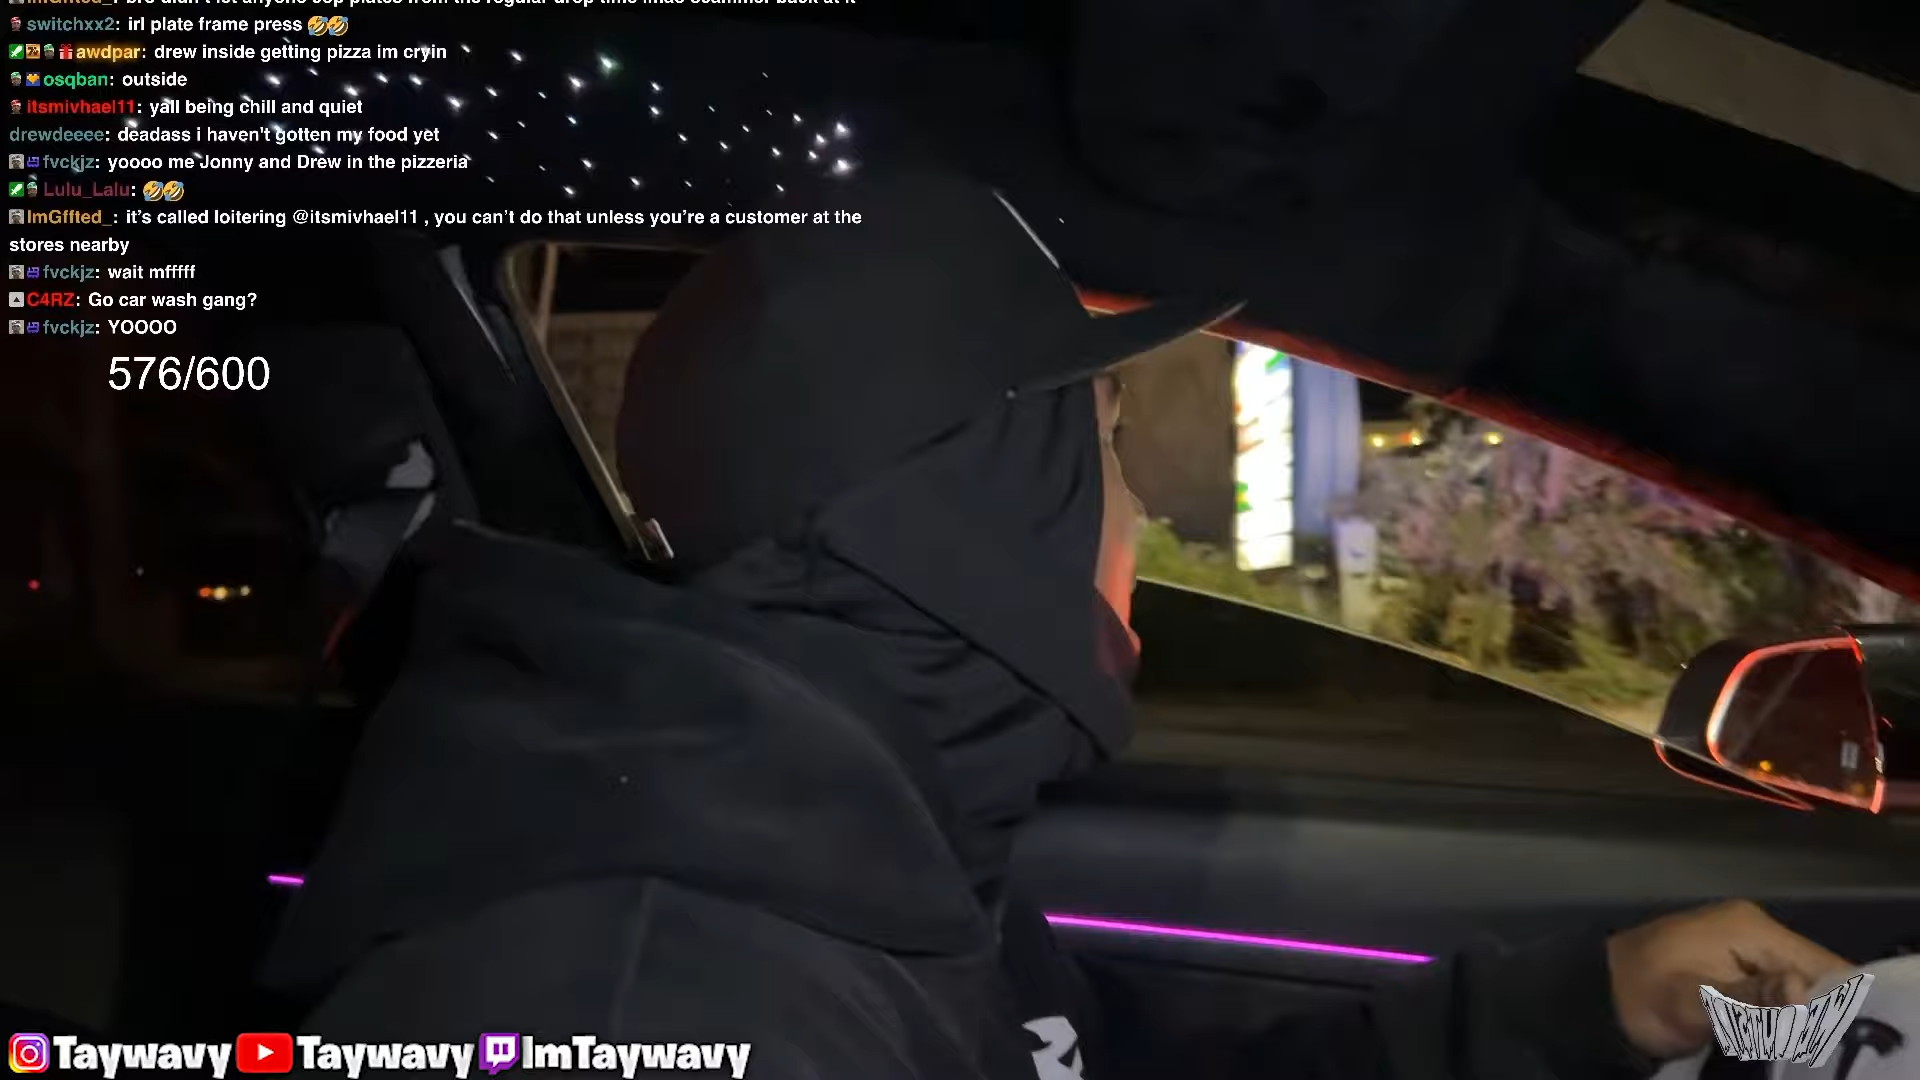 switchxx2: irl plate frame press 🤣🤣
awdpar: drew inside getting pizza im cryin
osqban: outside
itsmivhael11: yall being chill and quiet
drewdeeee: deadass i haven't gotten my food yet
fvckjz: yoooo me Jonny and Drew in the pizzeria
Lulu_Lalu: 🤣🤣
ImGffted_: it’s called loitering @itsmivhael11 , you can’t do that unless you’re a customer at the
stores nearby
fvckjz: wait mfffff
C4RZ: Go car wash gang?
fvckjz: YOOOO
576/600
Taywavy Taywavy ImTaywavy